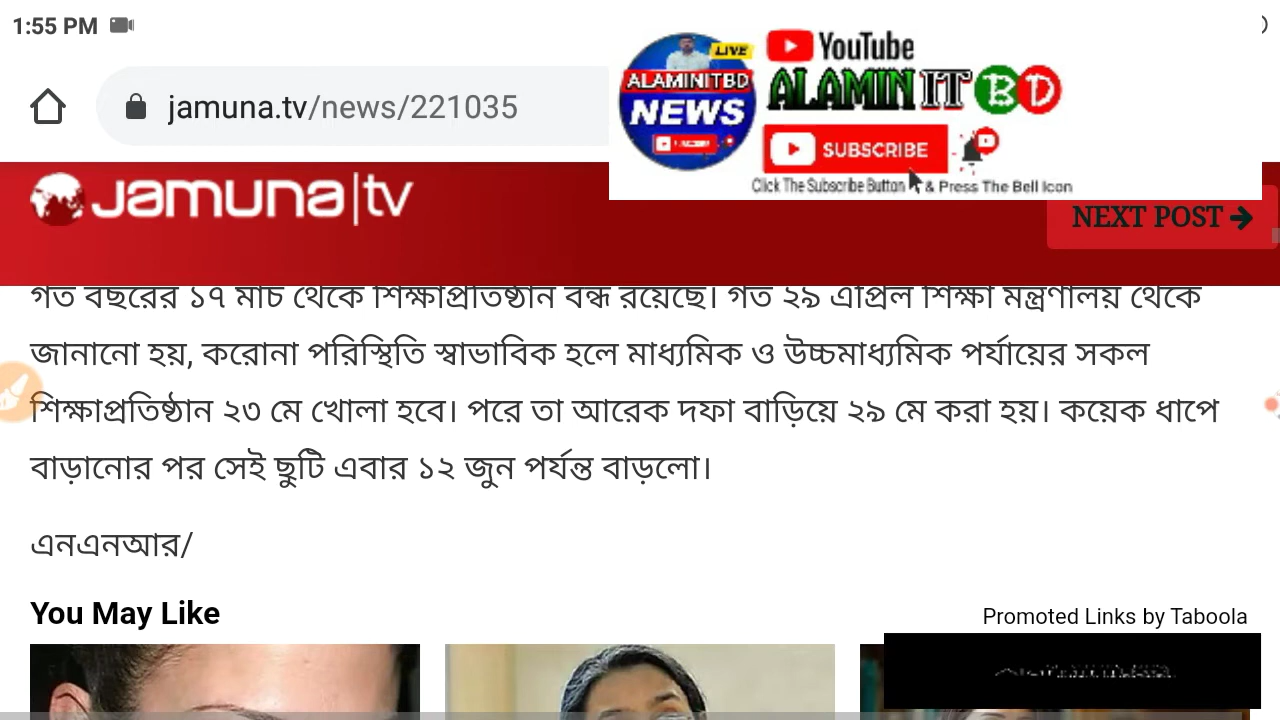 1:55 PM
jamuna.tv/news/221035
LIVE
ALAMINITBD
NEWS
YouTube
ALAMIN IT BD
SUBSCRIBE
Click The Subscribe Button & Press The Bell Icon
Jamuna|tv
NEXT POST
গত বছরের ১৭ মার্চ থেকে শিক্ষাপ্রতিষ্ঠান বন্ধ রয়েছে। গত ২৯ এপ্রিল শিক্ষা মন্ত্রণালয় থেকে
জানানো হয়, করোনা পরিস্থিতি স্বাভাবিক হলে মাধ্যমিক ও উচ্চমাধ্যমিক পর্যায়ের সকল
শিক্ষাপ্রতিষ্ঠান ২৩ মে খোলা হবে। পরে তা আরেক দফা বাড়িয়ে ২৯ মে করা হয়। কয়েক ধাপে
বাড়ানোর পর সেই ছুটি এবার ১২ জুন পর্যন্ত বাড়লো।
এনএনআর/
You May Like
Promoted Links by Taboola